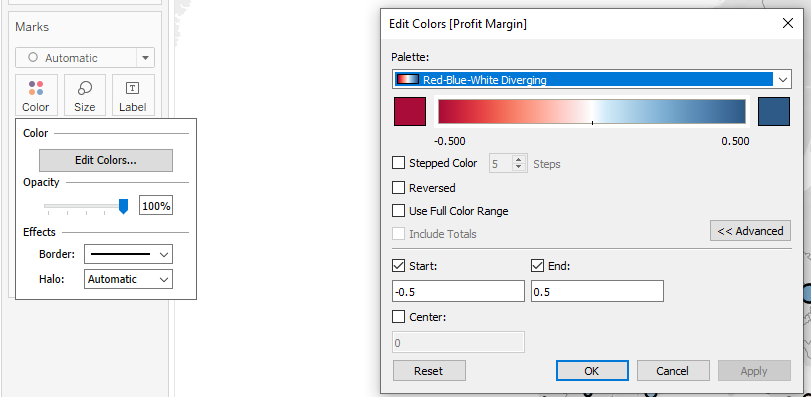 Marks
Automatic
Color
Size
Label
Color
Edit Colors...
Opacity
100%
Effects
Border:
Halo:
Automatic
Edit Colors [Profit Margin]
Palette:
Red-Blue-White Diverging
-0.500
0.500
Stepped Color
5
Steps
Reversed
Use Full Color Range
Include Totals
<< Advanced
Start:
End:
-0.5
0.5
Center:
0
Reset
OK
Cancel
Apply